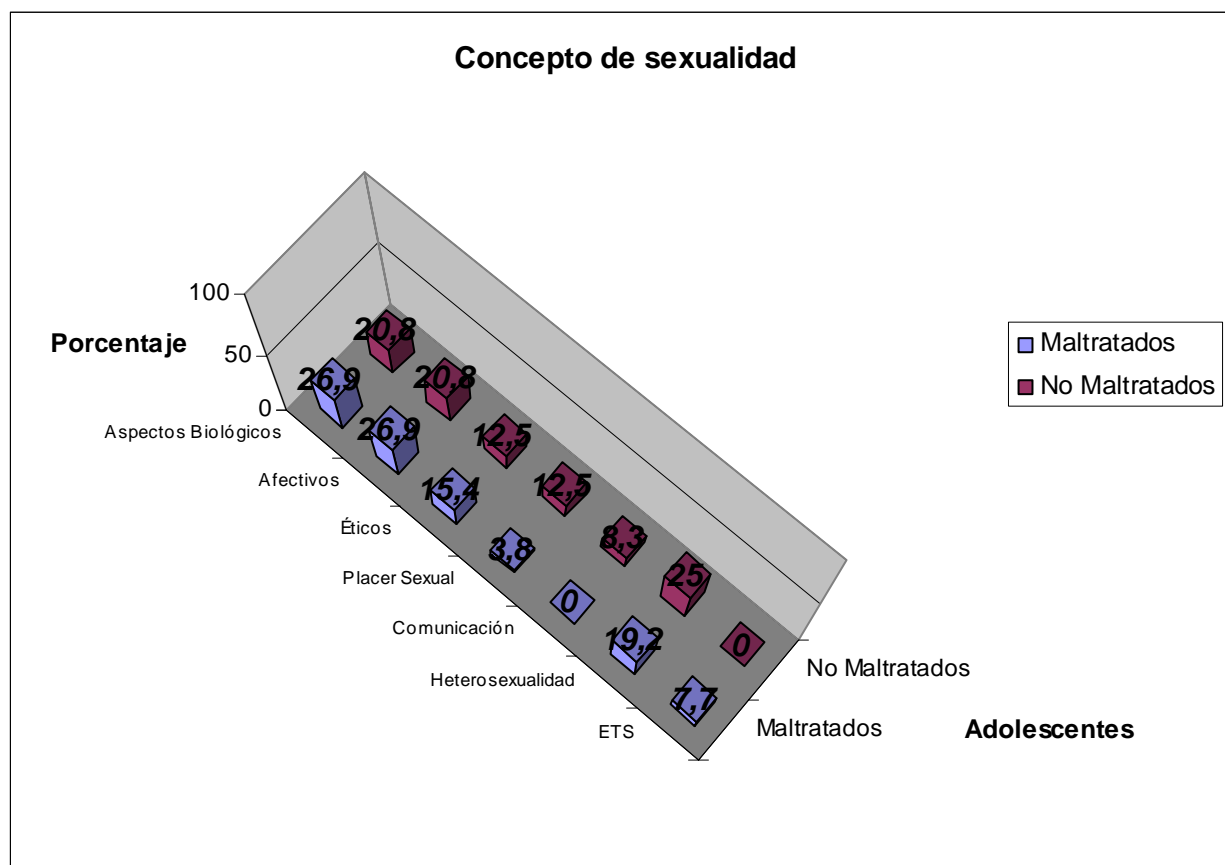 Concepto de sexualidad
Porcentaje
100
50
0
Aspectos Biológicos
Afectivos
Éticos
Placer Sexual
Comunicación
Heterosexualidad
ETS
26,9
26,9
15,4
3,8
0
19,2
7,7
20,8
20,8
12,5
12,5
8,3
25
0
No Maltratados
Maltratados
Adolescentes
Maltratados
No Maltratados